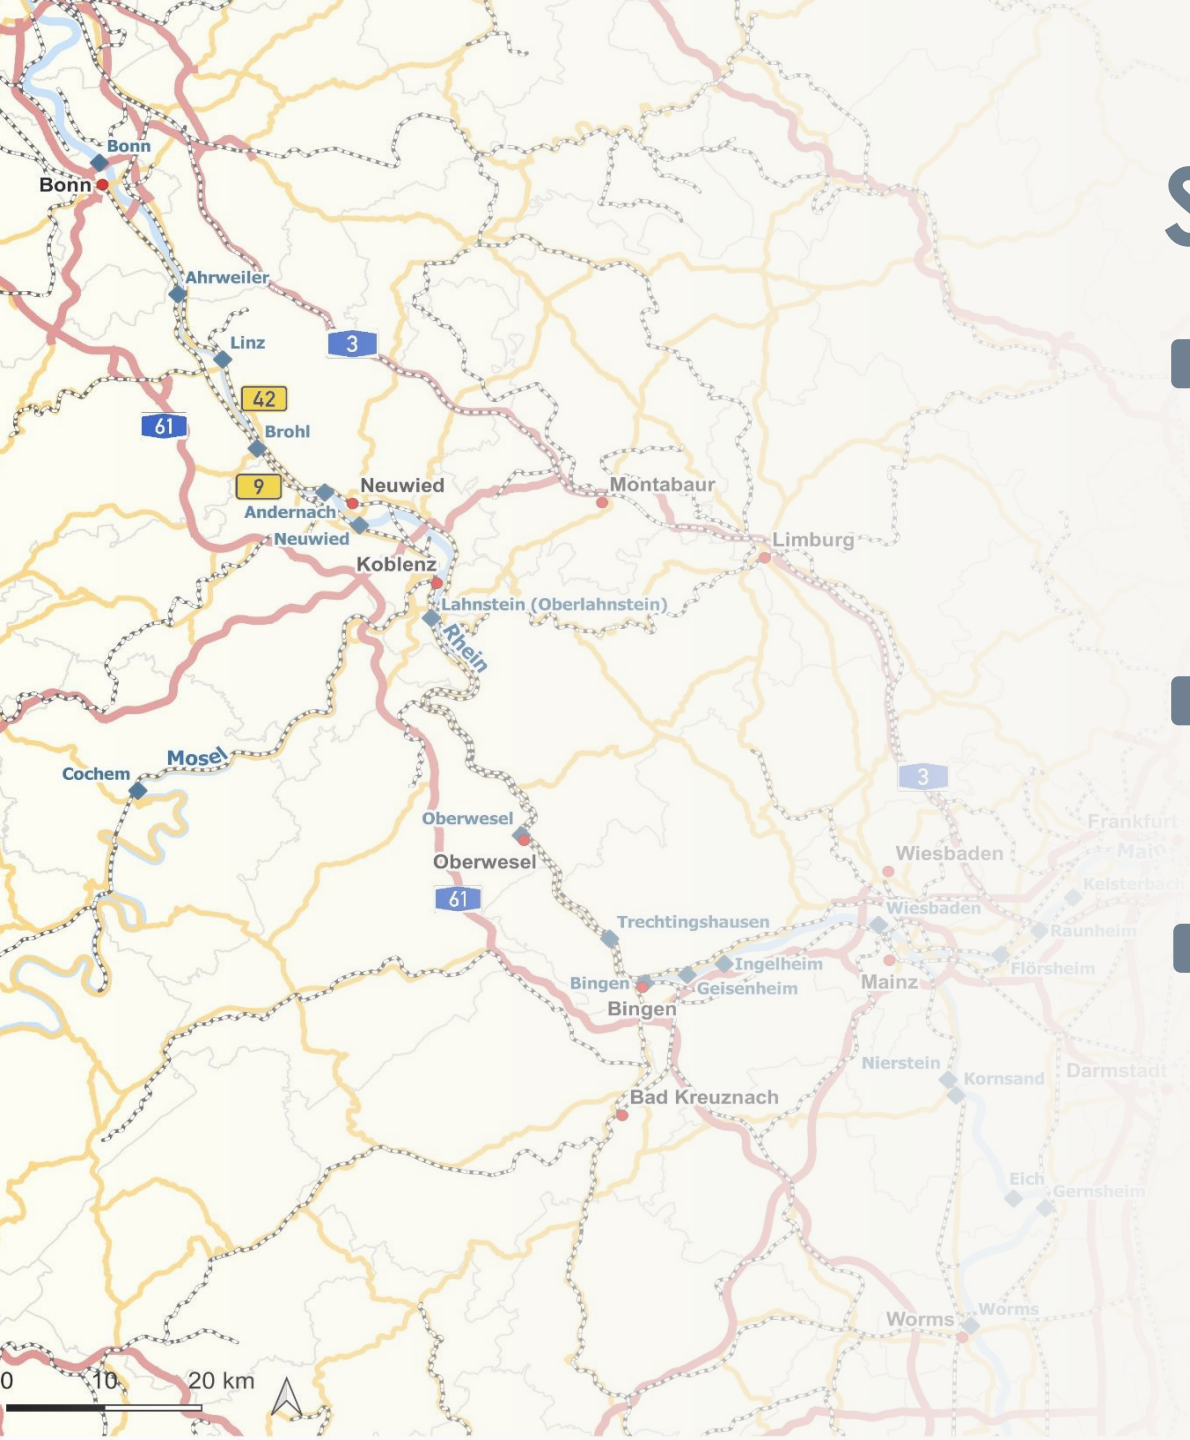 Bonn
Bonn
Ahrweiler
Linz
3
42
61
Brohl
9
Neuwied
Andernach
Neuwied
Montabaur
Limburg
Koblenz
Lahnstein (Oberlahnstein)
Rhein
Mosel
Cochem
3
Oberwesel
Oberwesel
Frankfurt
Main
Wiesbaden
Kelsterbach
61
Wiesbaden
Trechtingshausen
Raunheim
Ingelheim
Flörsheim
Bingen
Geisenheim
Mainz
Bingen
Nierstein
Kornsand
Darmstadt
Bad Kreuznach
Eich
Gernsheim
Worms
Worms
0 10 20 km